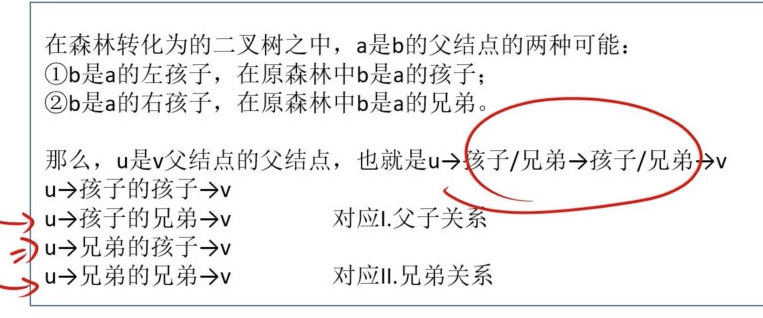 在森林转化为的二叉树之中，a是b的父结点的两种可能：
①b是a的左孩子，在原森林中b是a的孩子；
②b是a的右孩子，在原森林中b是a的兄弟。
那么，u是v父结点的父结点，也就是u→孩子/兄弟→孩子/兄弟→v
u→孩子的孩子→v
u→孩子的兄弟→v 对应I.父子关系
u→兄弟的孩子→v
u→兄弟的兄弟→v 对应II.兄弟关系